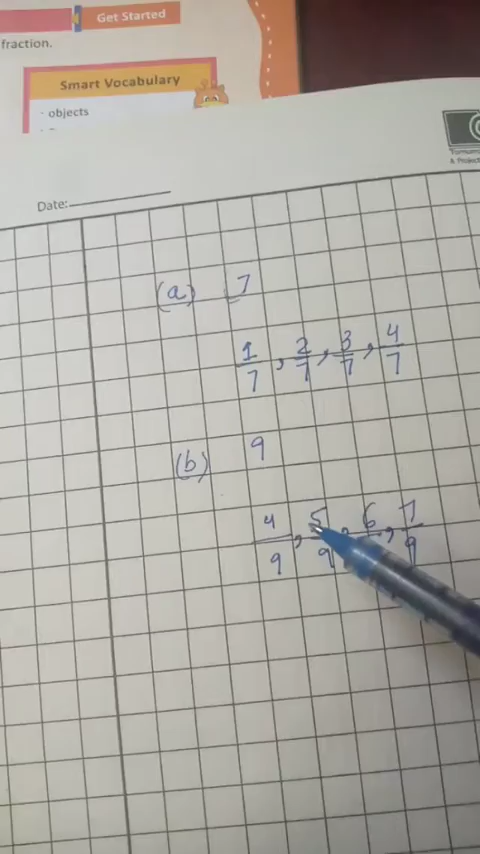 Get Started
fraction.
Smart Vocabulary
· objects
Date:
(a) 7
1/7, 2/7, 3/7, 4/7
(b) 9
4/9, 5/9, 6/, 7/9